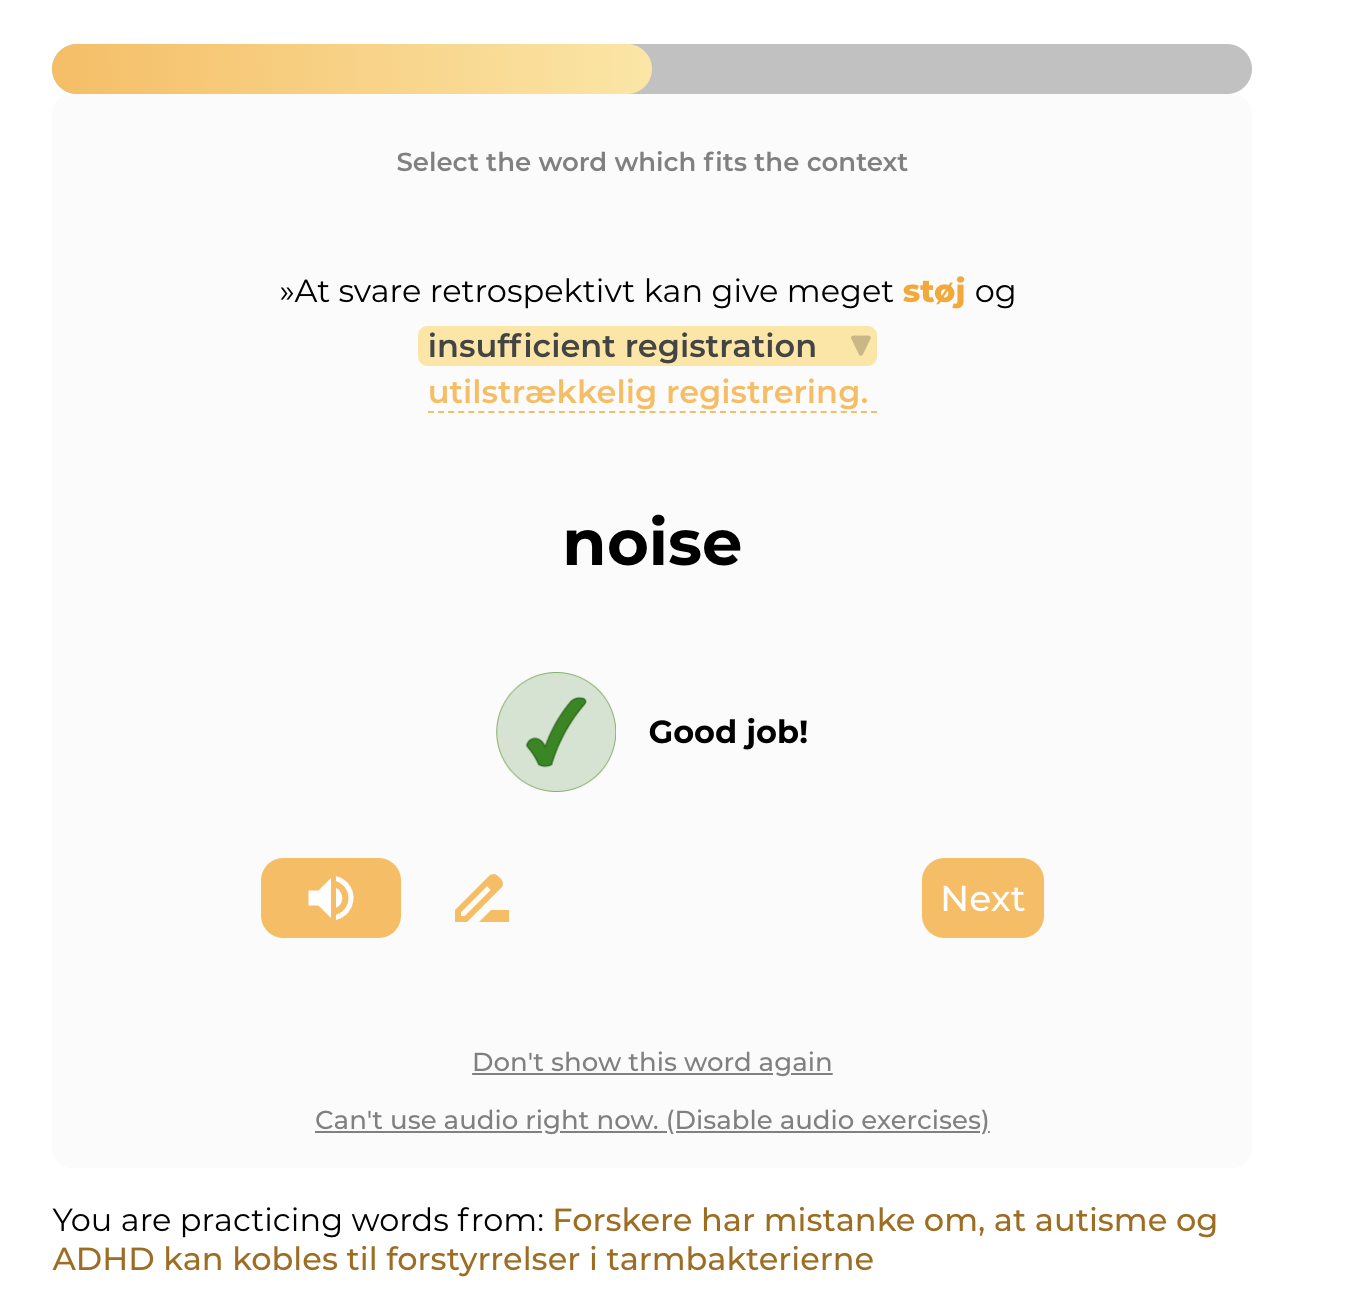 Select the word which fits the context
»At svare retrospektivt kan give meget støj og
insufficient registration
utilstrækkelig registrering.
noise
Good job!
Next
Don't show this word again
Can't use audio right now. (Disable audio exercises)
You are practicing words from: Forskere har mistanke om, at autisme og
ADHD kan kobles til forstyrrelser i tarmbakterierne